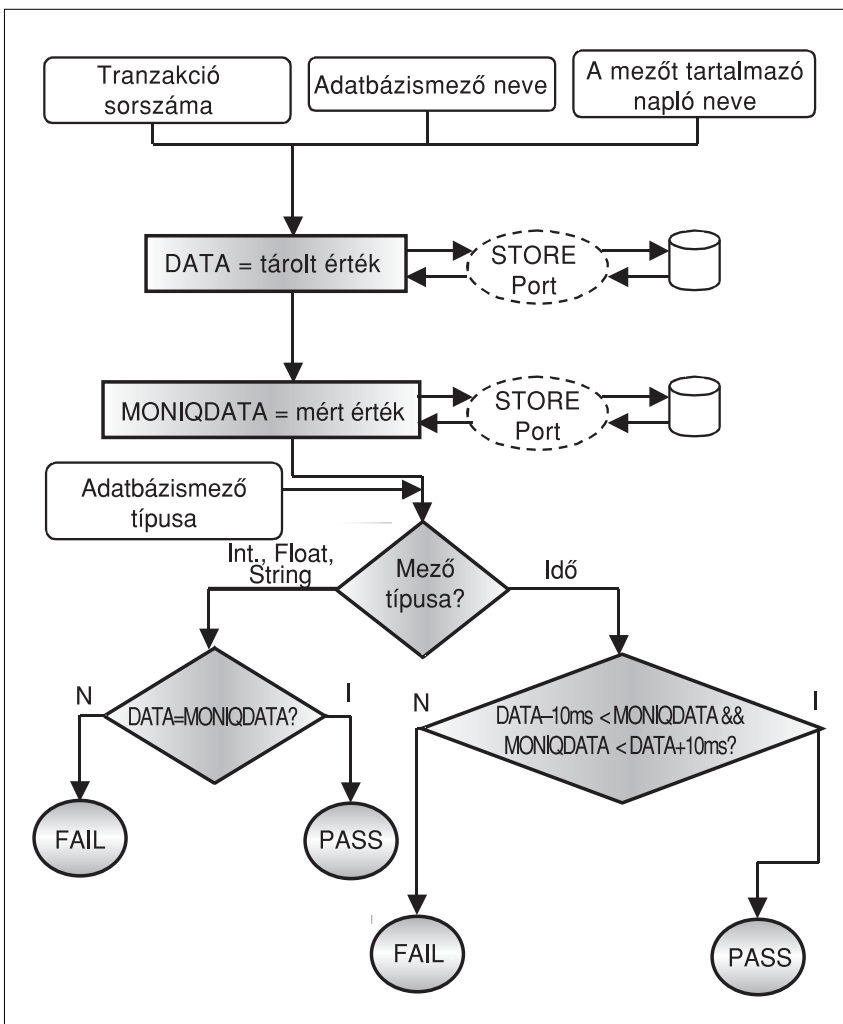 Tranzakció
sorszáma
Adatbázismező neve
A mezőt tartalmazó
napló neve
DATA = tárolt érték
STORE
Port
MONIQDATA = mért érték
STORE
Port
Adatbázismező
típusa
Int., Float,
String
Mező
típusa?
Idő
N
DATA=MONIQDATA?
I
N
DATA–10ms < MONIQDATA &&
MONIQDATA < DATA+10ms?
I
FAIL
PASS
FAIL
PASS